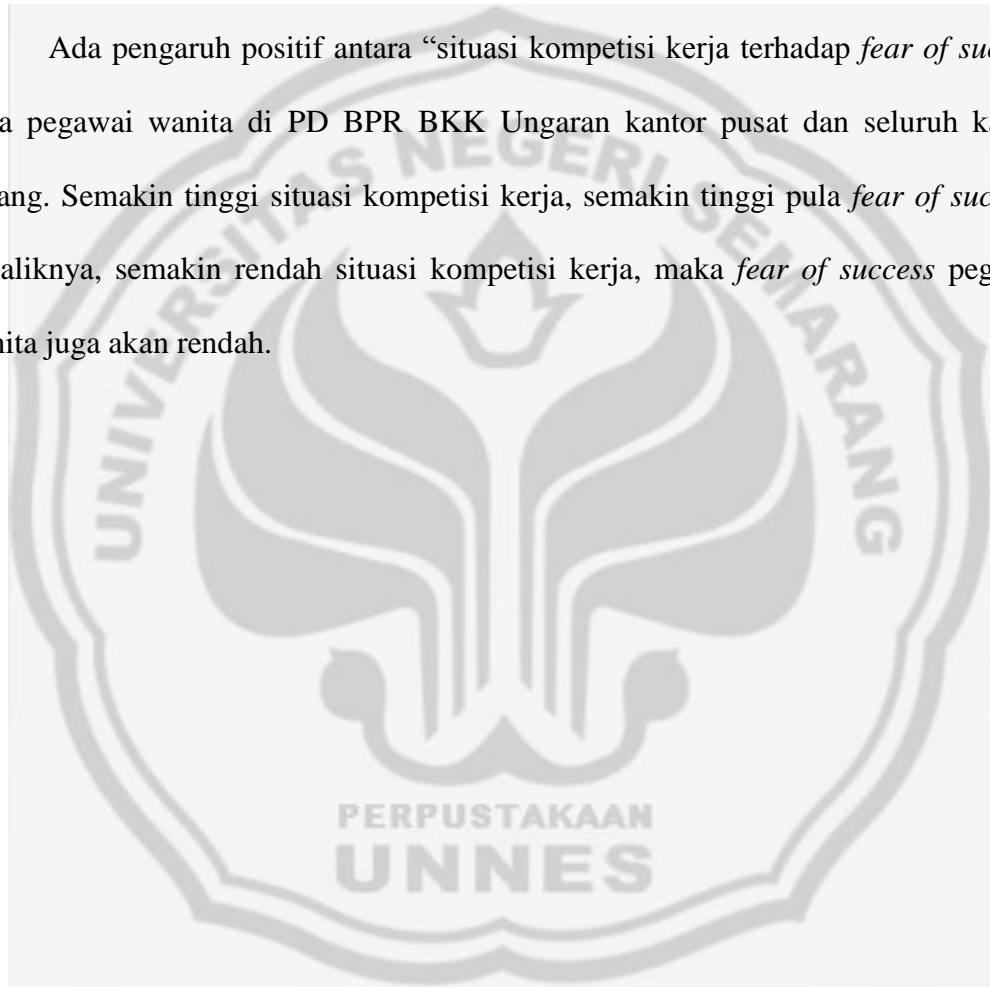 Ada pengaruh positif antara “situasi kompetisi kerja terhadap fear of suc
a pegawai wanita di PD BPR BKK Ungaran kantor pusat dan seluruh ka
ang. Semakin tinggi situasi kompetisi kerja, semakin tinggi pula fear of suc
aliknya, semakin rendah situasi kompetisi kerja, maka fear of success peg
nita juga akan rendah.
UNIVERSITAS NEGERI SEMARANG
PERPUSTAKAAN
UNNES